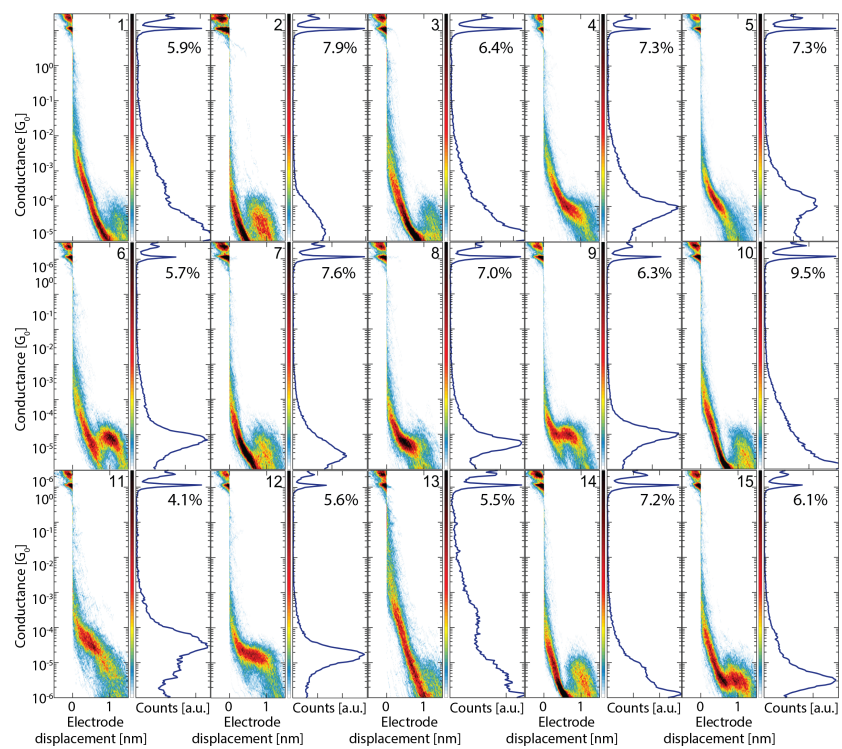 1 2 3 4 5
5.9% 7.9% 6.4% 7.3% 7.3%
Conductance [G0]
10^0
10^-1
10^-2
10^-3
10^-4
10^-5
6 7 8 9 10
10^-6
5.7% 7.6% 7.0% 6.3% 9.5%
10^0
Conductance [G0]
10^-1
10^-2
10^-3
10^-4
10^-5
11 12 13 14 15
10^-6
4.1% 5.6% 5.5% 7.2% 6.1%
10^0
Conductance [G0]
10^-1
10^-2
10^-3
10^-4
10^-5
10^-6
0 1 0 1 0 1 0 1 0 1
Counts [a.u.] Counts [a.u.] Counts [a.u.] Counts [a.u.] Counts [a.u.]
Electrode Electrode Electrode Electrode Electrode
displacement [nm] displacement [nm] displacement [nm] displacement [nm] displacement [nm]